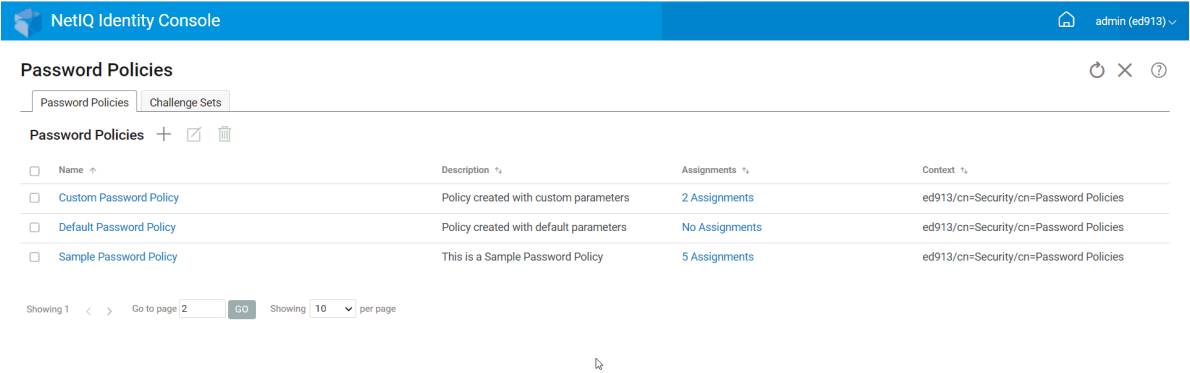 NetIQ Identity Console admin (ed913)
Password Policies
Password Policies Challenge Sets
Password Policies
Name Description Assignments Context
Custom Password Policy Policy created with custom parameters 2 Assignments ed913/cn=Security/cn=Password Policies
Default Password Policy Policy created with default parameters No Assignments ed913/cn=Security/cn=Password Policies
Sample Password Policy This is a Sample Password Policy 5 Assignments ed913/cn=Security/cn=Password Policies
Showing 1 Go to page 2 GO Showing 10 per page